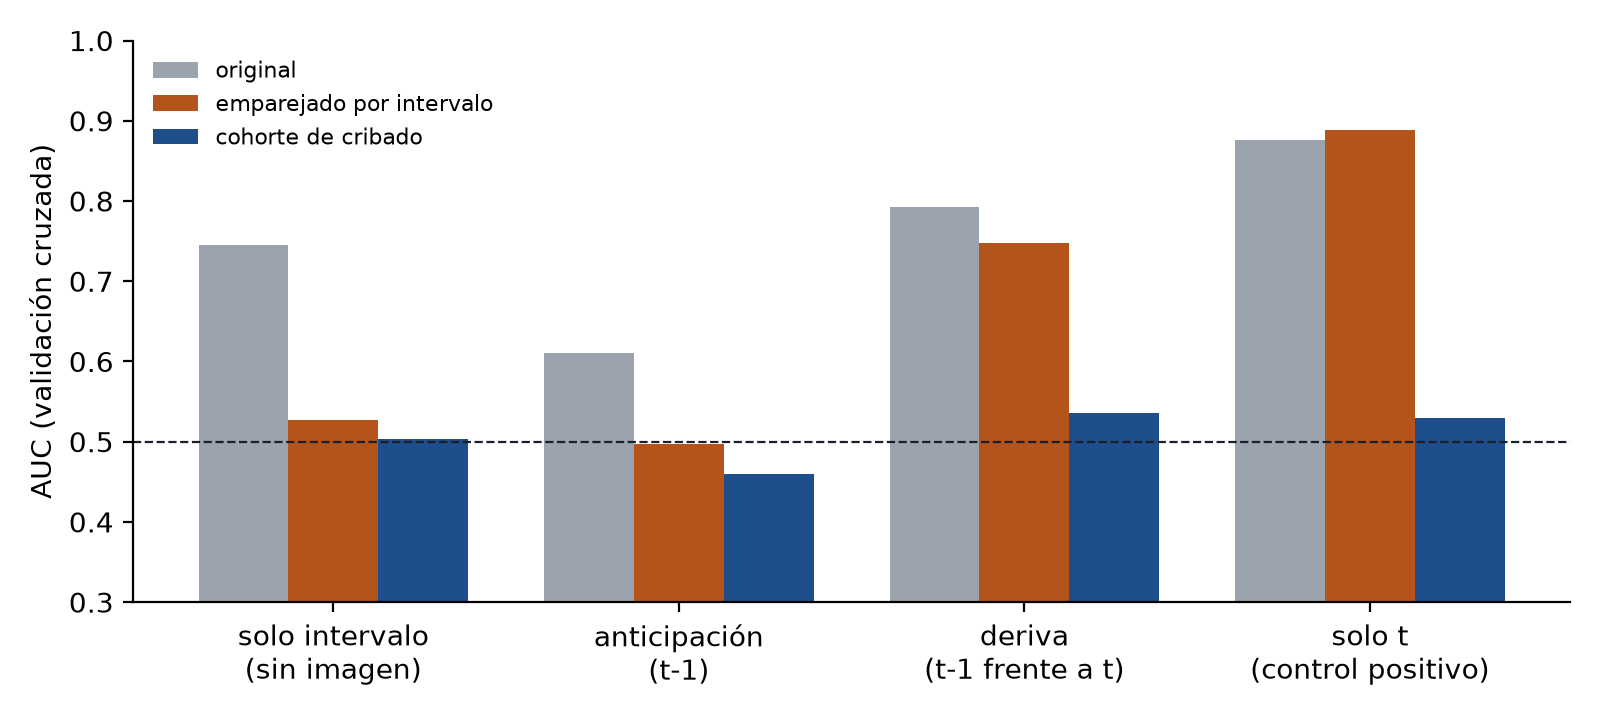 original
emparejado por intervalo
cohorte de cribado
AUC (validación cruzada)
1.0
0.9
0.8
0.7
0.6
0.5
0.4
0.3
solo intervalo
(sin imagen)
anticipación
(t-1)
deriva
(t-1 frente a t)
solo t
(control positivo)